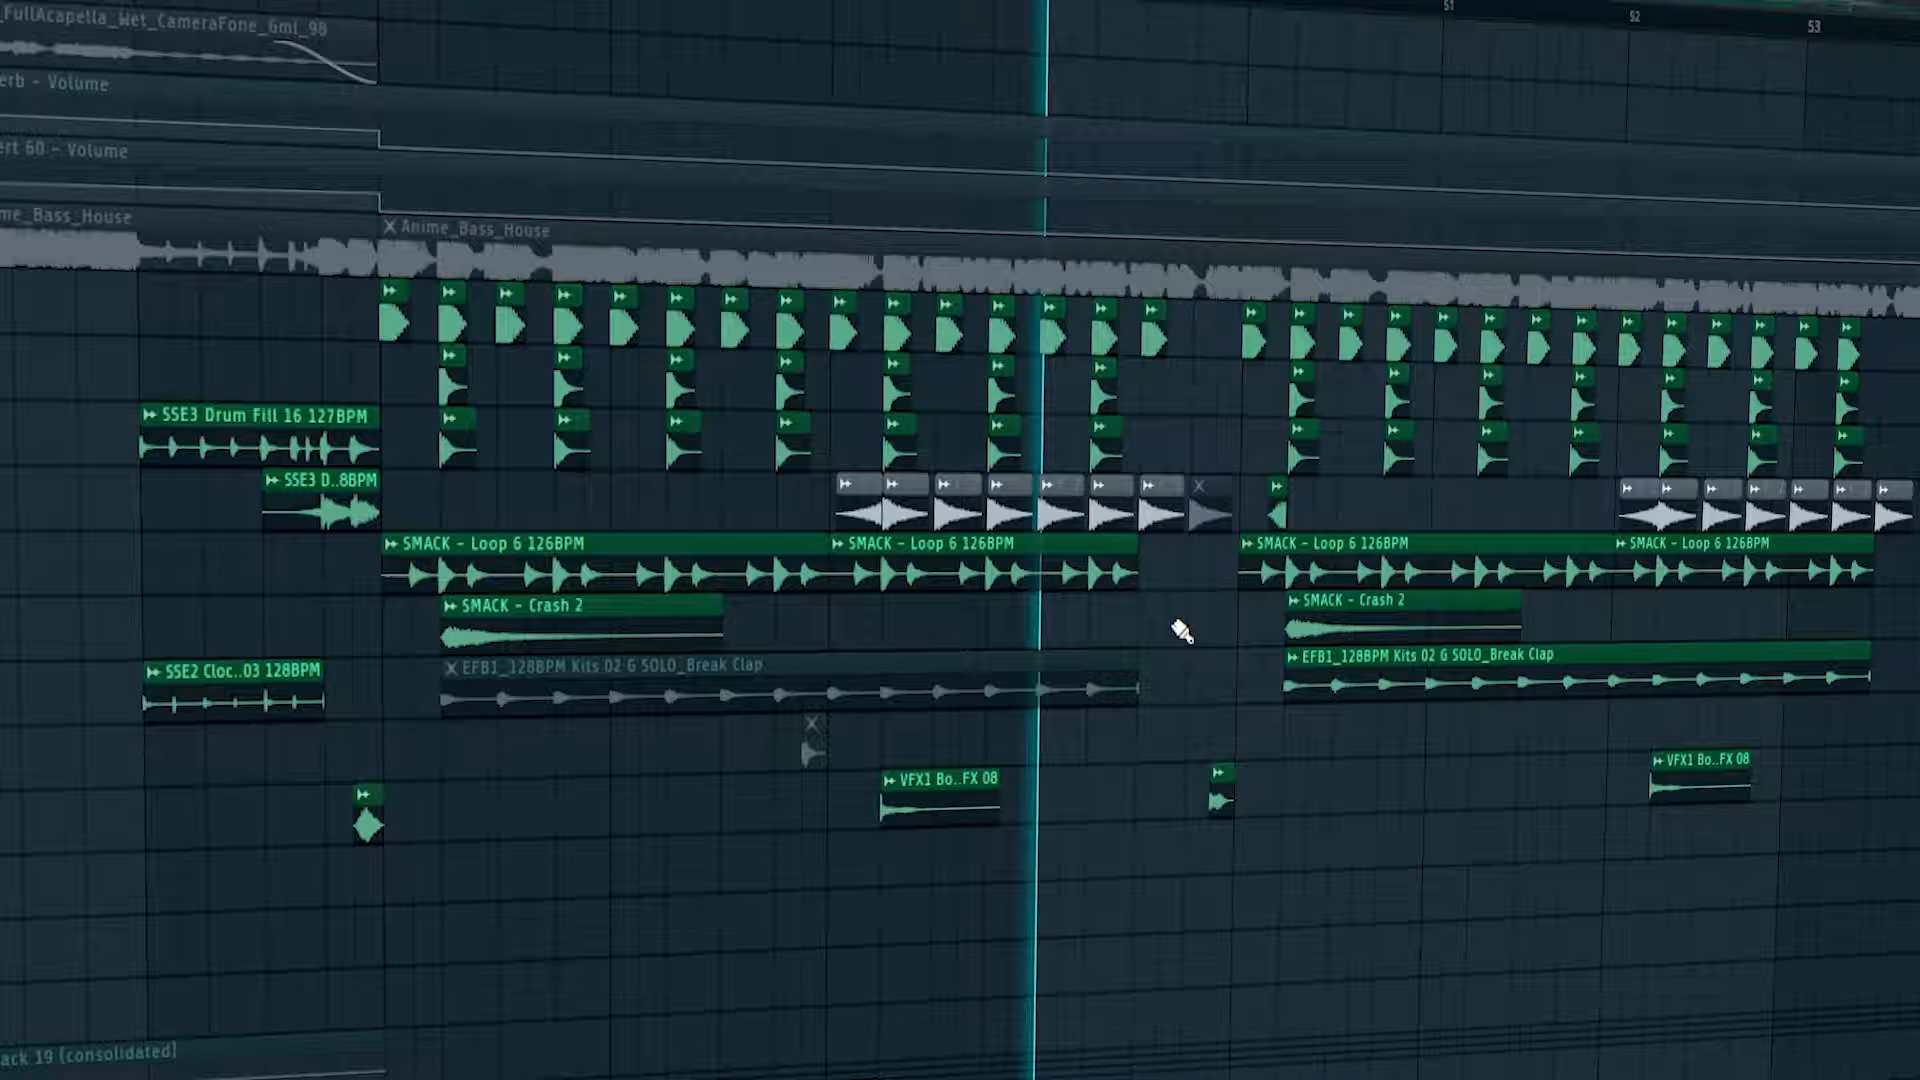 51
52
53
_FullAcapella_Wet_CameraFone_Gmi_98
erb - Volume
ert 60 - Volume
me_Bass_House
Anime_Bass_House
SSE3 Drum Fill 16 127BPM
SSE3 D..8BPM
SMACK - Loop 6 126BPM
SMACK - Loop 6 126BPM
SMACK - Loop 6 126BPM
SMACK - Loop 6 126BPM
SMACK - Crash 2
SMACK - Crash 2
SSE2 Cloc..03 128BPM
EFB1_128BPM Kits 02 G SOLO_Break Clap
EFB1_128BPM Kits 02 G SOLO_Break Clap
VFX1 Bo..FX 08
VFX1 Bo..FX 08
ack 19 (consolidated)